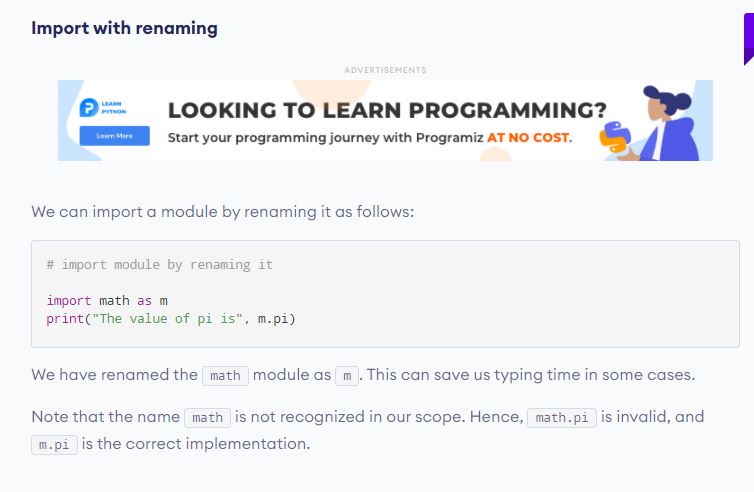 Import with renaming
ADVERTISEMENTS
LEARN
PYTHON
Learn More
LOOKING TO LEARN PROGRAMMING?
Start your programming journey with Programiz AT NO COST.
We can import a module by renaming it as follows:
# import module by renaming it
import math as m
print("The value of pi is", m.pi)
We have renamed the math module as m. This can save us typing time in some cases.
Note that the name math is not recognized in our scope. Hence, math.pi is invalid, and
m.pi is the correct implementation.